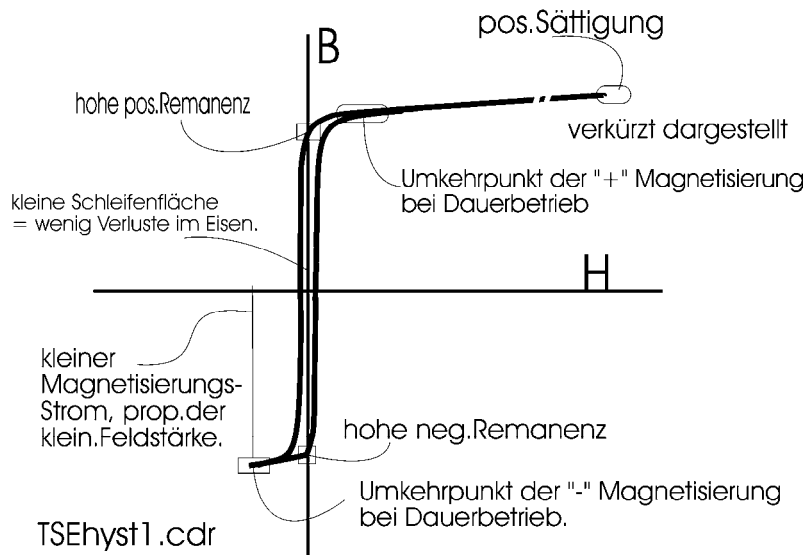 pos.Sättigung
B
hohe pos.Remanenz
verkürzt dargestellt
Umkehrpunkt der "+" Magnetisierung
bei Dauerbetrieb
kleine Schleifenfläche
= wenig Verluste im Eisen.
H
kleiner
Magnetisierungs-
Strom, prop.der
klein.Feldstärke.
hohe neg.Remanenz
Umkehrpunkt der "-" Magnetisierung
bei Dauerbetrieb.
TSEhyst1.cdr